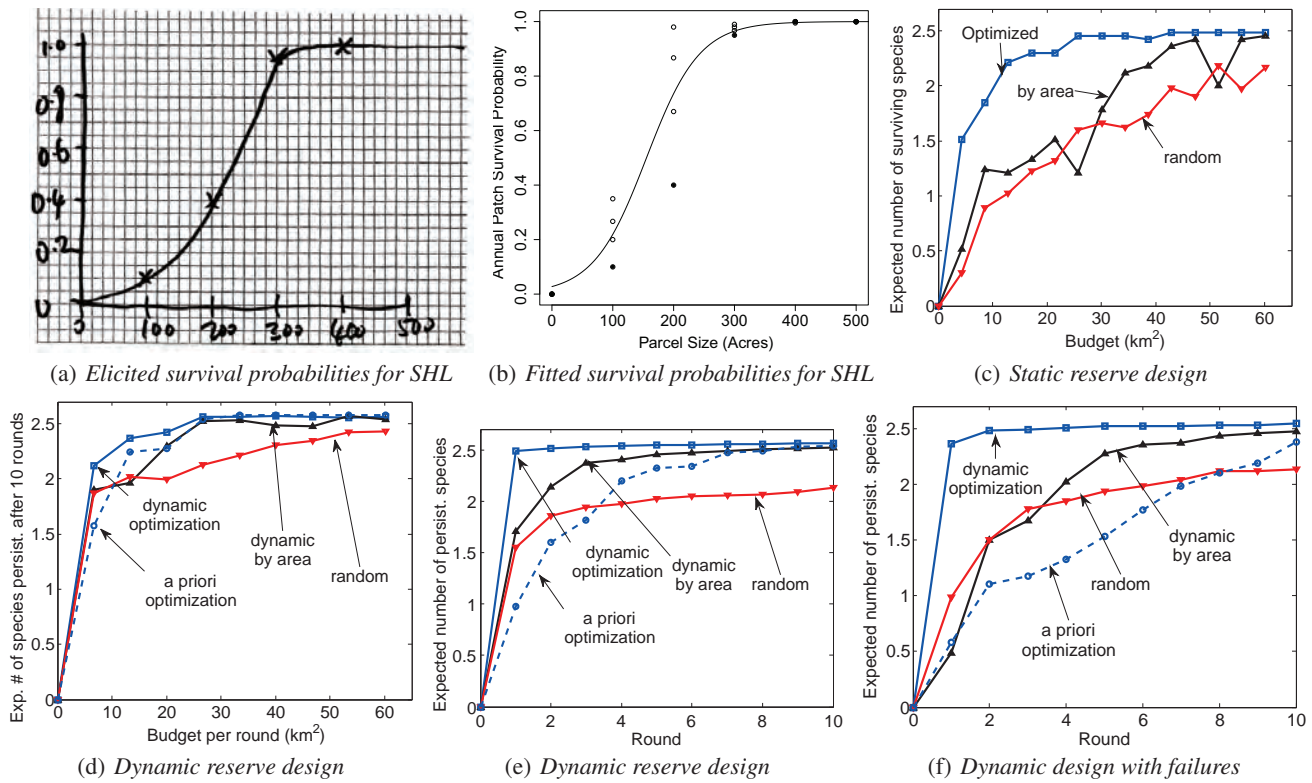 1.0
0.8
0.6
0.4
0.2
0
0 100 200 300 400 500
(a) Elicited survival probabilities for SHL
Annual Patch Survival Probability
1.0
0.8
0.6
0.4
0.2
0.0
0 100 200 300 400 500
Parcel Size (Acres)
(b) Fitted survival probabilities for SHL
Expected number of surviving species
2.5
2
1.5
1
0.5
0
Optimized
by area
random
0 10 20 30 40 50 60
Budget (km²)
(c) Static reserve design
Exp. # of species persist. after 10 rounds
2.5
2
1.5
1
0.5
0
dynamic
optimization
a priori
optimization
dynamic
by area
random
0 10 20 30 40 50 60
Budget per round (km²)
(d) Dynamic reserve design
Expected number of persist. species
2.5
2
1.5
1
0.5
0
dynamic
optimization
a priori
optimization
dynamic
by area
random
0 2 4 6 8 10
Round
(e) Dynamic reserve design
Expected number of persist. species
2.5
2
1.5
1
0.5
0
dynamic
optimization
dynamic
by area
random
a priori
optimization
0 2 4 6 8 10
Round
(f) Dynamic design with failures